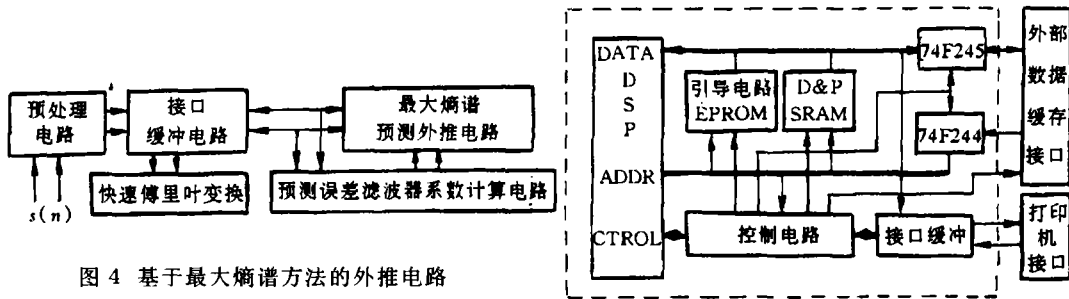 预处理
电路
接口
缓冲电路
最大熵谱
预测外推电路
快速傅里叶变换
预测误差滤波器系数计算电路
s(n)
图 4 基于最大熵谱方法的外推电路
DATA
D
S
P
ADDR
CTROL
引导电路
EPROM
D&P
SRAM
74F245
74F244
控制电路
接口缓冲
外部
数据
缓存
接口
打印
机
接口